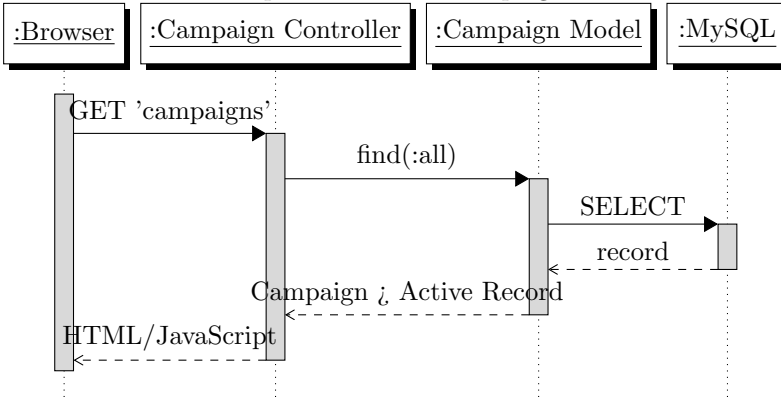 :Browser
:Campaign Controller
:Campaign Model
:MySQL
GET 'campaigns'
find(:all)
SELECT
record
Campaign ¿ Active Record
HTML/JavaScript